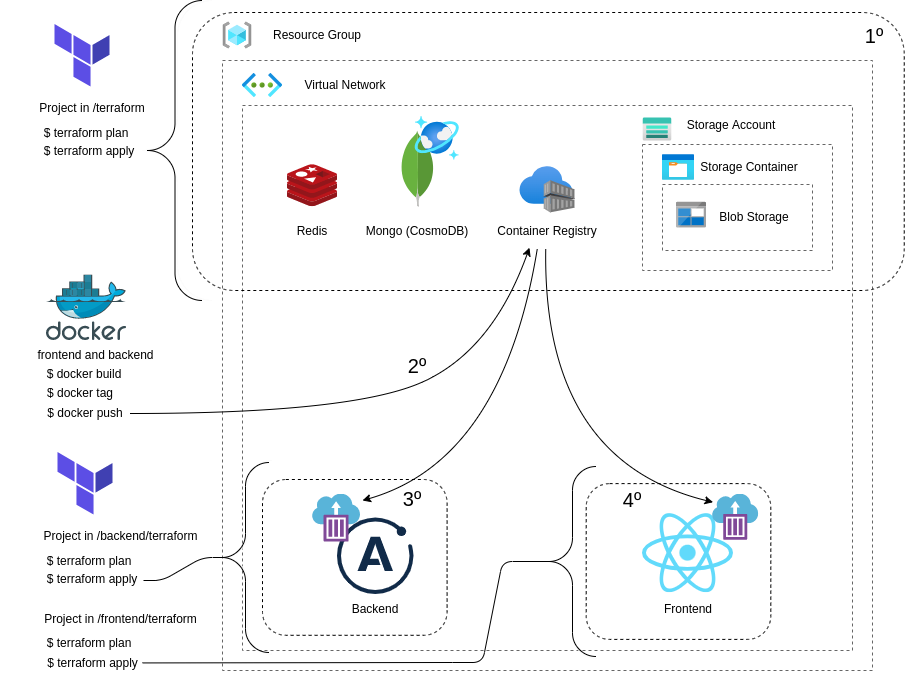 Resource Group
1º
Virtual Network
Project in /terraform
$ terraform plan
$ terraform apply
Storage Account
Storage Container
Blob Storage
Redis
Mongo (CosmoDB)
Container Registry
docker
frontend and backend
$ docker build
$ docker tag
$ docker push
2º
Project in /backend/terraform
$ terraform plan
$ terraform apply
3º
A
Backend
4º
Frontend
Project in /frontend/terraform
$ terraform plan
$ terraform apply